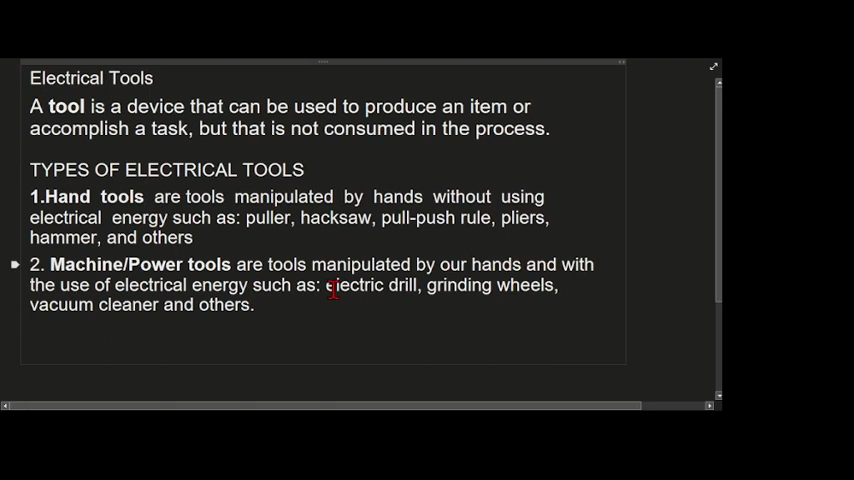 Electrical Tools
A tool is a device that can be used to produce an item or
accomplish a task, but that is not consumed in the process.
TYPES OF ELECTRICAL TOOLS
1.Hand tools are tools manipulated by hands without using
electrical energy such as: puller, hacksaw, pull-push rule, pliers,
hammer, and others
2. Machine/Power tools are tools manipulated by our hands and with
the use of electrical energy such as: electric drill, grinding wheels,
vacuum cleaner and others.